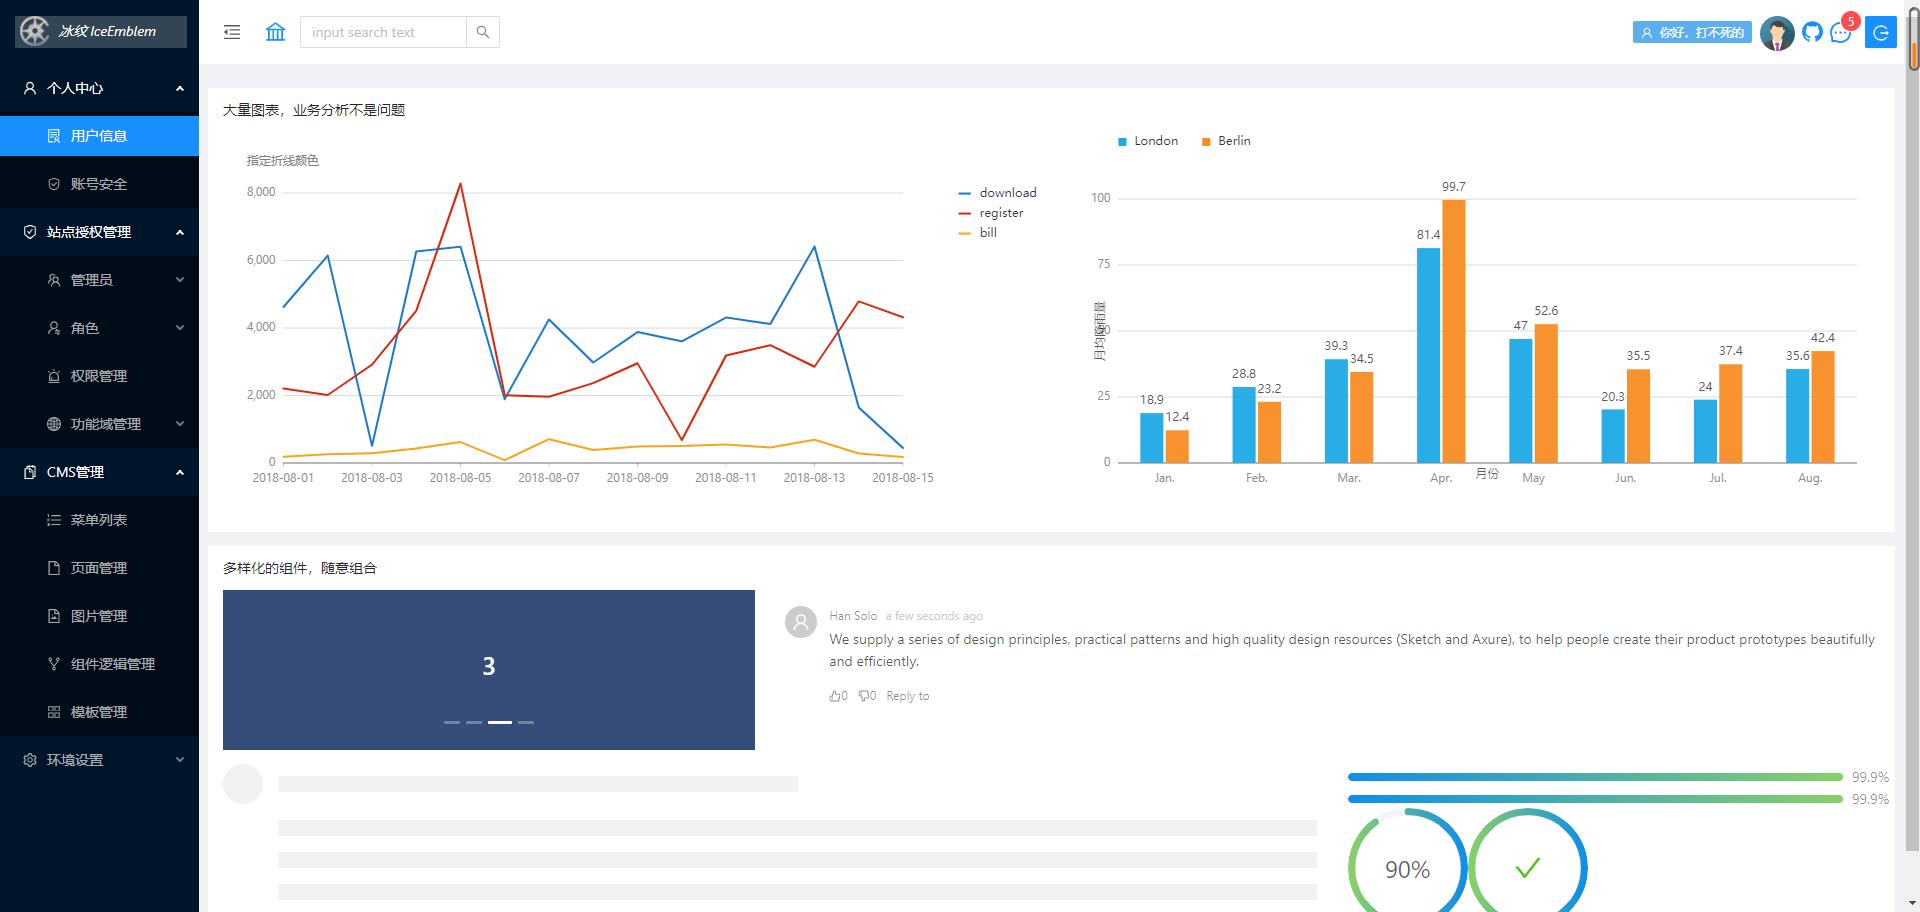 冰纹 IceEmblem
input search text
你好，打不死的
5
个人中心
用户信息
账号安全
站点授权管理
管理员
角色
权限管理
功能域管理
CMS管理
菜单列表
页面管理
图片管理
组件逻辑管理
模板管理
环境设置
大量图表，业务分析不是问题
指定折线颜色
8,000
6,000
4,000
2,000
0
2018-08-01 2018-08-03 2018-08-05 2018-08-07 2018-08-09 2018-08-11 2018-08-13 2018-08-15
download
register
bill
London Berlin
100
75
50
25
0
月均降雨量
18.9 12.4 28.8 23.2 39.3 34.5 81.4 99.7 47 52.6 20.3 35.5 24 37.4 35.6 42.4
Jan. Feb. Mar. Apr. May Jun. Jul. Aug.
月份
多样化的组件，随意组合
3
Han Solo a few seconds ago
We supply a series of design principles, practical patterns and high quality design resources (Sketch and Axure), to help people create their product prototypes beautifully
and efficiently.
0 0 Reply to
99.9%
99.9%
90%